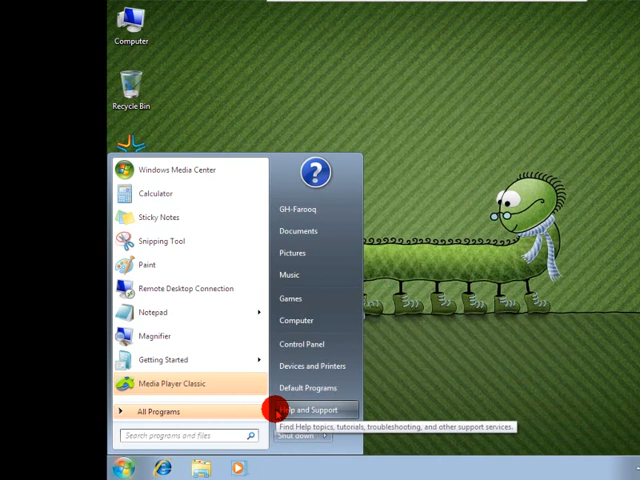 Computer
Recycle Bin
Windows Media Center
Calculator
Sticky Notes
Snipping Tool
Paint
Remote Desktop Connection
Notepad
Magnifier
Getting Started
Media Player Classic
All Programs
Search programs and files
GH-Farooq
Documents
Pictures
Music
Games
Computer
Control Panel
Devices and Printers
Default Programs
Help and Support
Find Help topics, tutorials, troubleshooting, and other support services.
Shut down